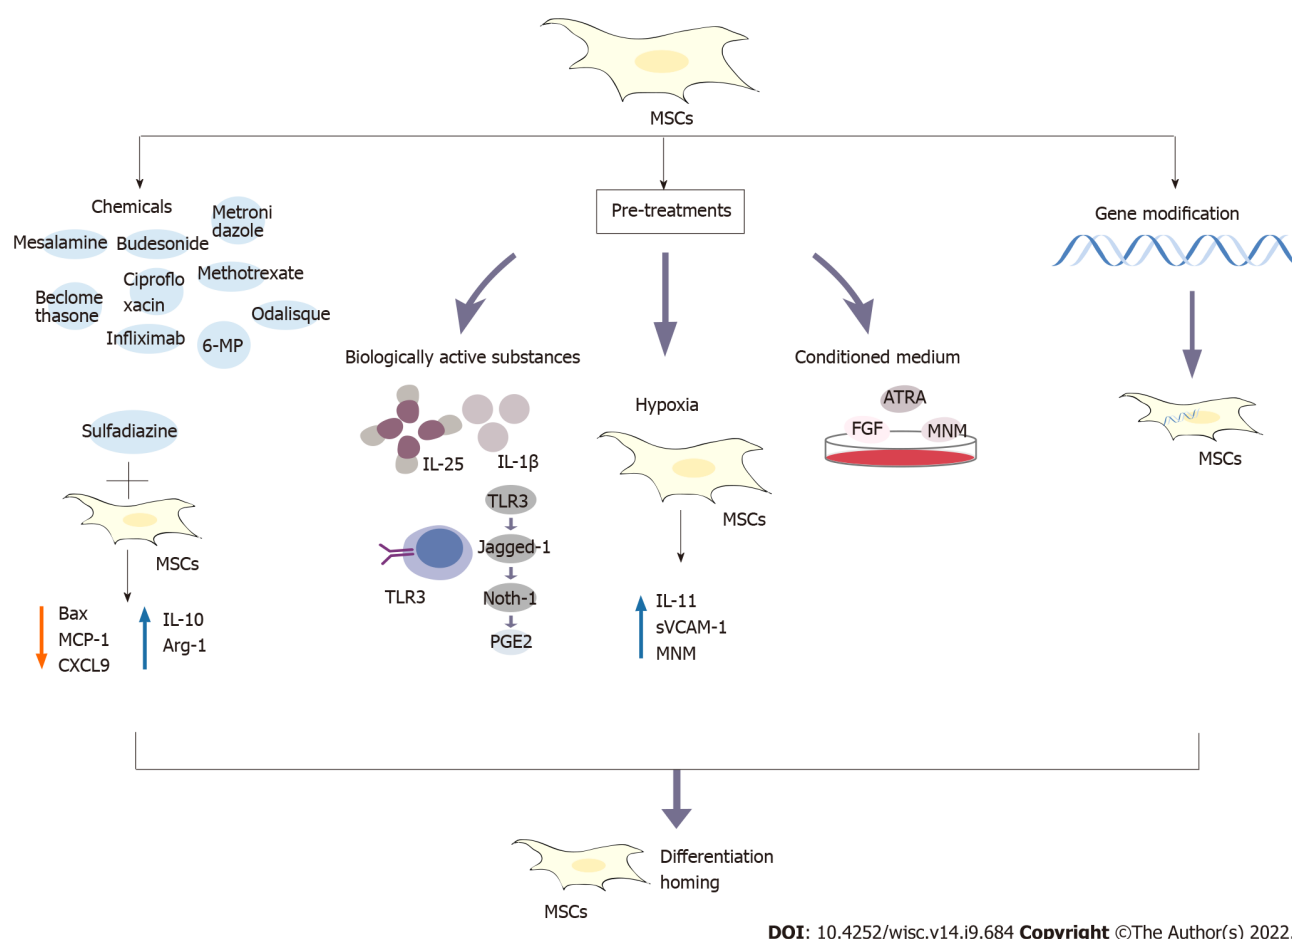 MSCs
Chemicals
Metroni
dazole
Mesalamine
Budesonide
Ciproflo
xacin
Methotrexate
Beclome
thasone
Odalisque
Infliximab
6-MP
Sulfadiazine
MSCs
Bax
MCP-1
CXCL9
IL-10
Arg-1
Pre-treatments
Biologically active substances
IL-25
IL-1β
TLR3
TLR3
Jagged-1
Noth-1
PGE2
Hypoxia
MSCs
IL-11
sVCAM-1
MNM
Conditioned medium
ATRA
FGF
MNM
Gene modification
MSCs
Differentiation
homing
MSCs
DOI: 10.4252/wisc.v14.i9.684 Copyright ©The Author(s) 2022.